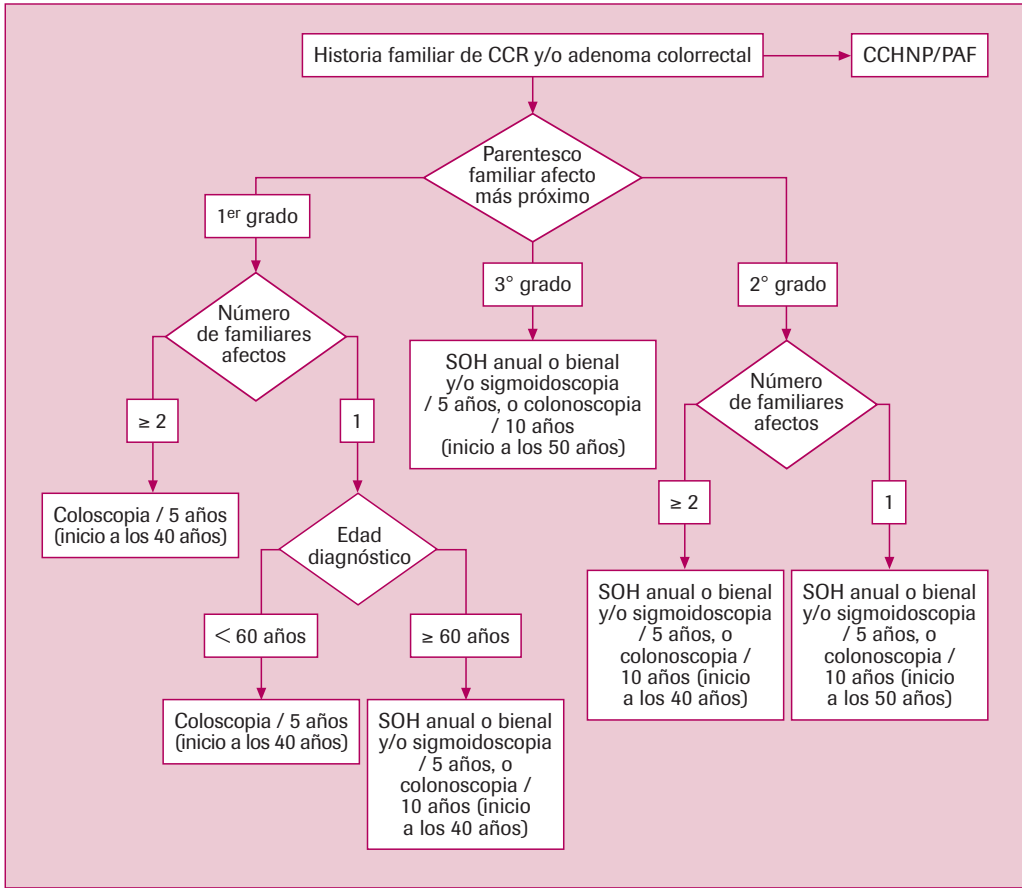 Historia familiar de CCR y/o adenoma colorrectal
CCHNP/PAF
Parentesco
familiar afecto
más próximo
1er grado
3° grado
2° grado
Número
de familiares
afectos
SOH anual o bienal
y/o sigmoidoscopia
/ 5 años, o colonoscopia
/ 10 años
(inicio a los 50 años)
Número
de familiares
afectos
≥ 2
1
≥ 2
1
Coloscopia / 5 años
(inicio a los 40 años)
Edad
diagnóstico
SOH anual o bienal
y/o sigmoidoscopia
/ 5 años, o
colonoscopia /
10 años (inicio
a los 40 años)
SOH anual o bienal
y/o sigmoidoscopia
/ 5 años, o
colonoscopia /
10 años (inicio
a los 50 años)
< 60 años
≥ 60 años
Coloscopia / 5 años
(inicio a los 40 años)
SOH anual o bienal
y/o sigmoidoscopia
/ 5 años, o
colonoscopia /
10 años (inicio
a los 40 años)